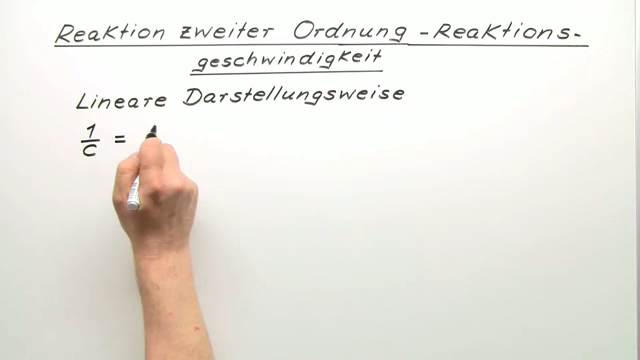 Reaktion zweiter Ordnung - Reaktions-
geschwindigkeit
Lineare Darstellungsweise
1/c =